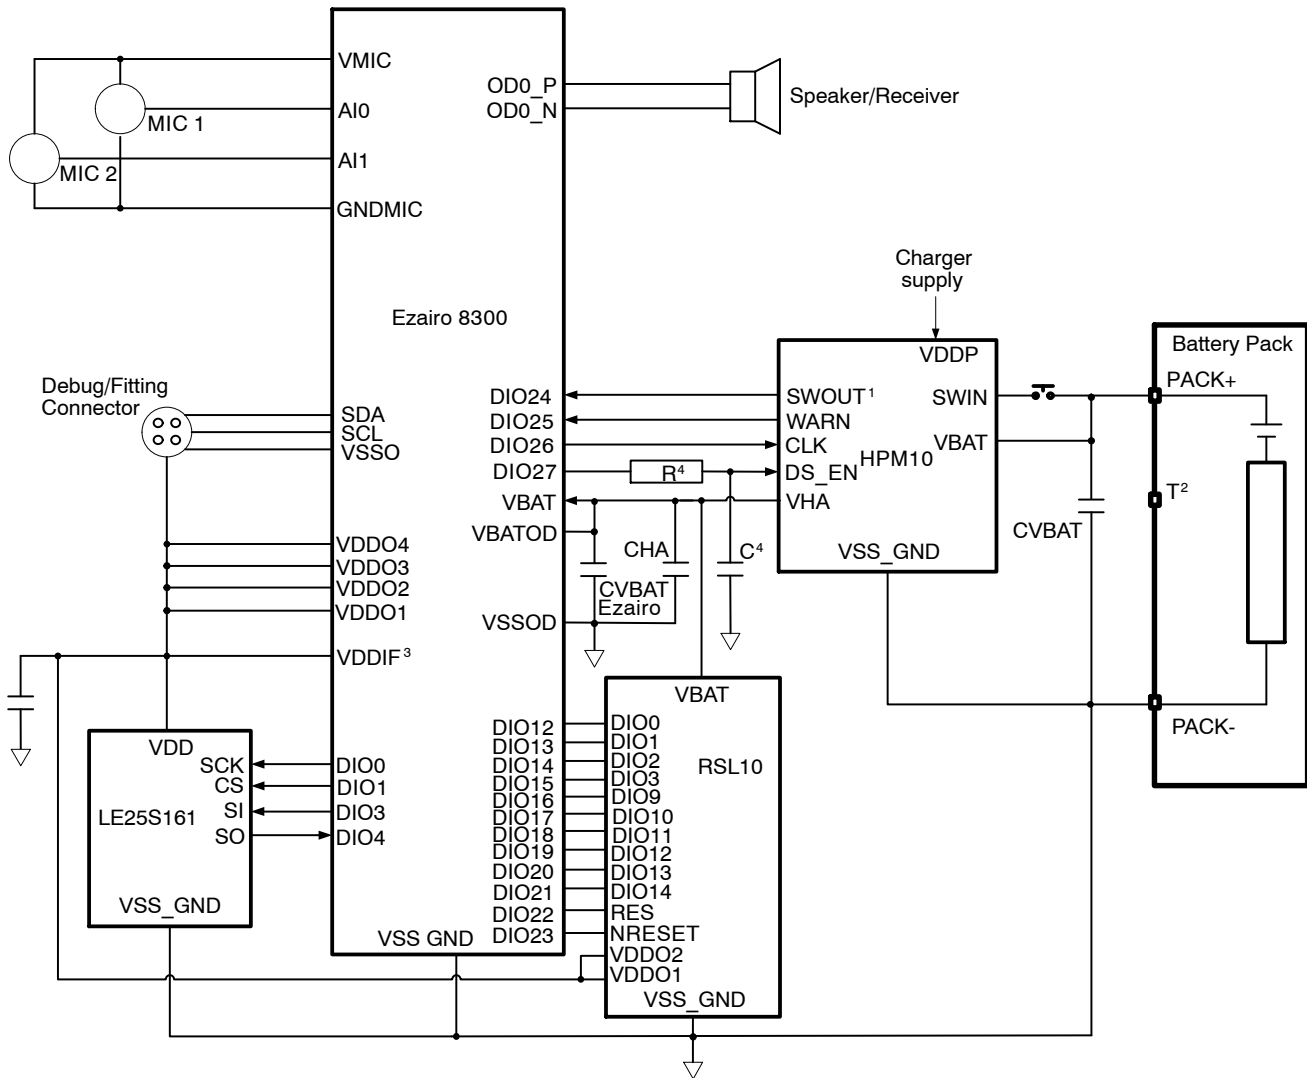 VMIC
AI0
MIC 1
AI1
MIC 2
GNDMIC
OD0_P
OD0_N
Speaker/Receiver
Ezairo 8300
Charger
supply
Debug/Fitting
Connector
SDA
SCL
VSSO
VDDO4
VDDO3
VDDO2
VDDO1
VDDIF³
DIO24
DIO25
DIO26
DIO27
VBAT
VBATOD
VSSOD
R⁴
CHA
C⁴
CVBAT
Ezairo
VDDP
SWOUT¹
WARN
CLK
DS_EN
VHA
SWIN
VBAT
HPM10
VSS_GND
CVBAT
Battery Pack
PACK+
T²
PACK-
VDD
SCK
CS
SI
SO
LE25S161
VSS_GND
DIO0
DIO1
DIO3
DIO4
VSS GND
DIO12
DIO13
DIO14
DIO15
DIO16
DIO17
DIO18
DIO19
DIO20
DIO21
DIO22
DIO23
VBAT
RSL10
DIO0
DIO1
DIO2
DIO3
DIO9
DIO10
DIO11
DIO12
DIO13
DIO14
RES
NRESET
VDDO2
VDDO1
VSS_GND